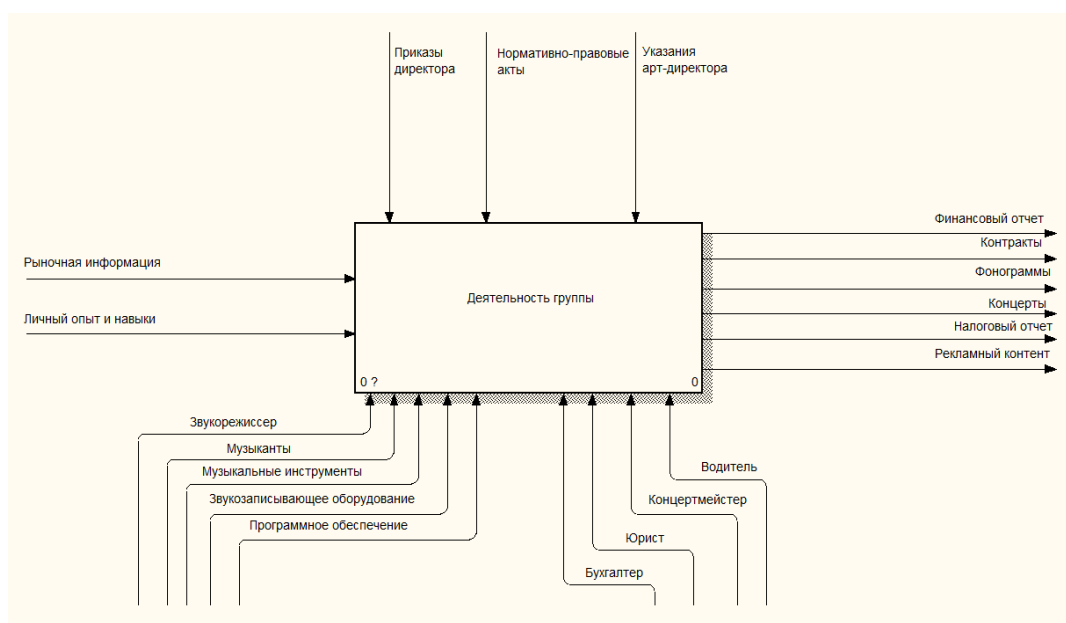 Приказы
директора
Нормативно-правовые
акты
Указания
арт-директора
Финансовый отчет
Контракты
Рыночная информация
Фонограммы
Деятельность группы
Концерты
Личный опыт и навыки
Налоговый отчет
Рекламный контент
0 ?
0
Звукорежиссер
Музыканты
Музыкальные инструменты
Водитель
Звукозаписывающее оборудование
Концертмейстер
Программное обеспечение
Юрист
Бухгалтер